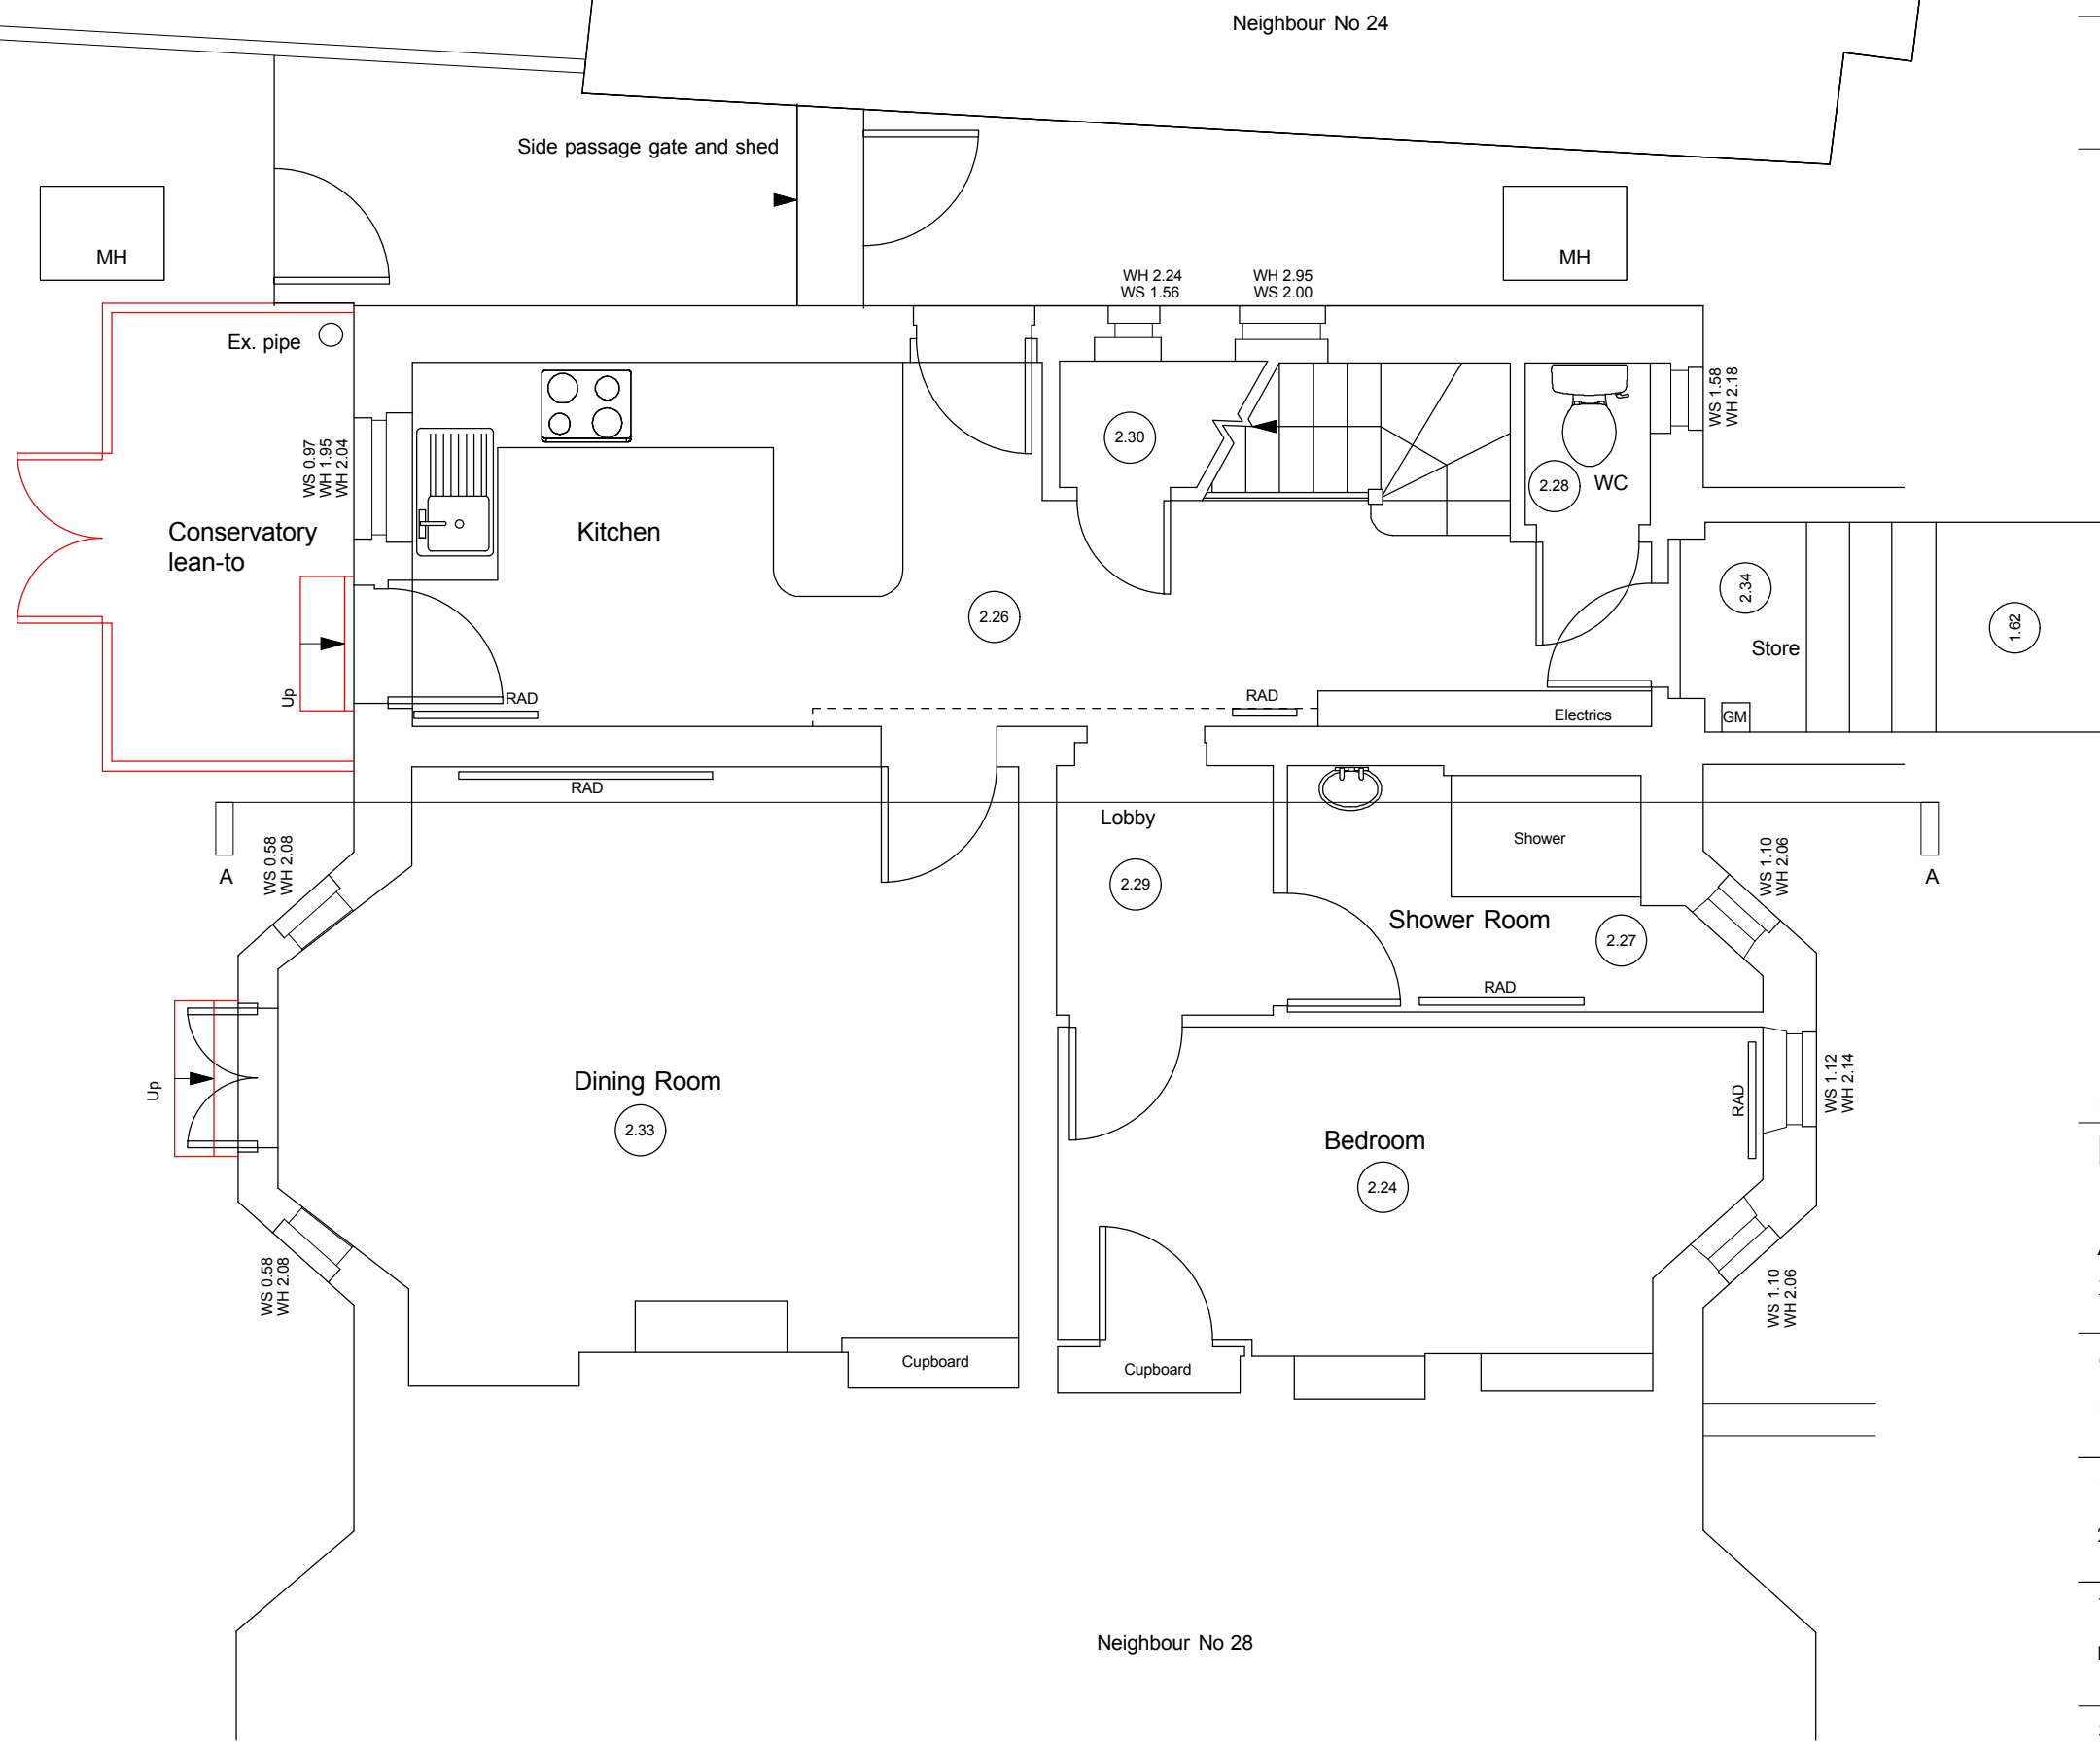 Neighbour No 24
Side passage gate and shed
MH
MH
WH 2.24
WS 1.56
WH 2.95
WS 2.00
Ex. pipe
WS 1.58
WH 2.18
WS 0.97
WH 1.95
WH 2.04
2.30
2.28
WC
Conservatory
lean-to
Kitchen
2.34
2.26
1.62
Store
Up
RAD
RAD
Electrics
GM
RAD
Lobby
Shower
WS 0.58
WH 2.08
WS 1.10
WH 2.06
A
A
2.29
Shower Room
2.27
RAD
Dining Room
2.33
Up
RAD
WS 1.12
WH 2.14
Bedroom
2.24
WS 0.58
WH 2.08
WS 1.10
WH 2.06
Cupboard
Cupboard
Neighbour No 28